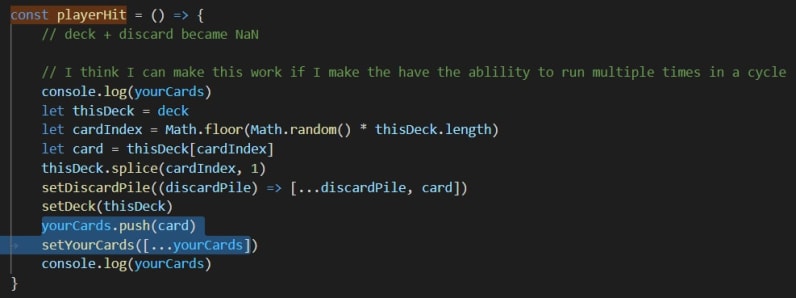 const playerHit = () => {
// deck + discard became NaN
// I think I can make this work if I make the have the ablility to run multiple times in a cycle
console.log(yourCards)
let thisDeck = deck
let cardIndex = Math.floor(Math.random() * thisDeck.length)
let card = thisDeck[cardIndex]
thisDeck.splice(cardIndex, 1)
setDiscardPile((discardPile) => [...discardPile, card])
setDeck(thisDeck)
yourCards.push(card)
setYourCards([...yourCards])
console.log(yourCards)
}